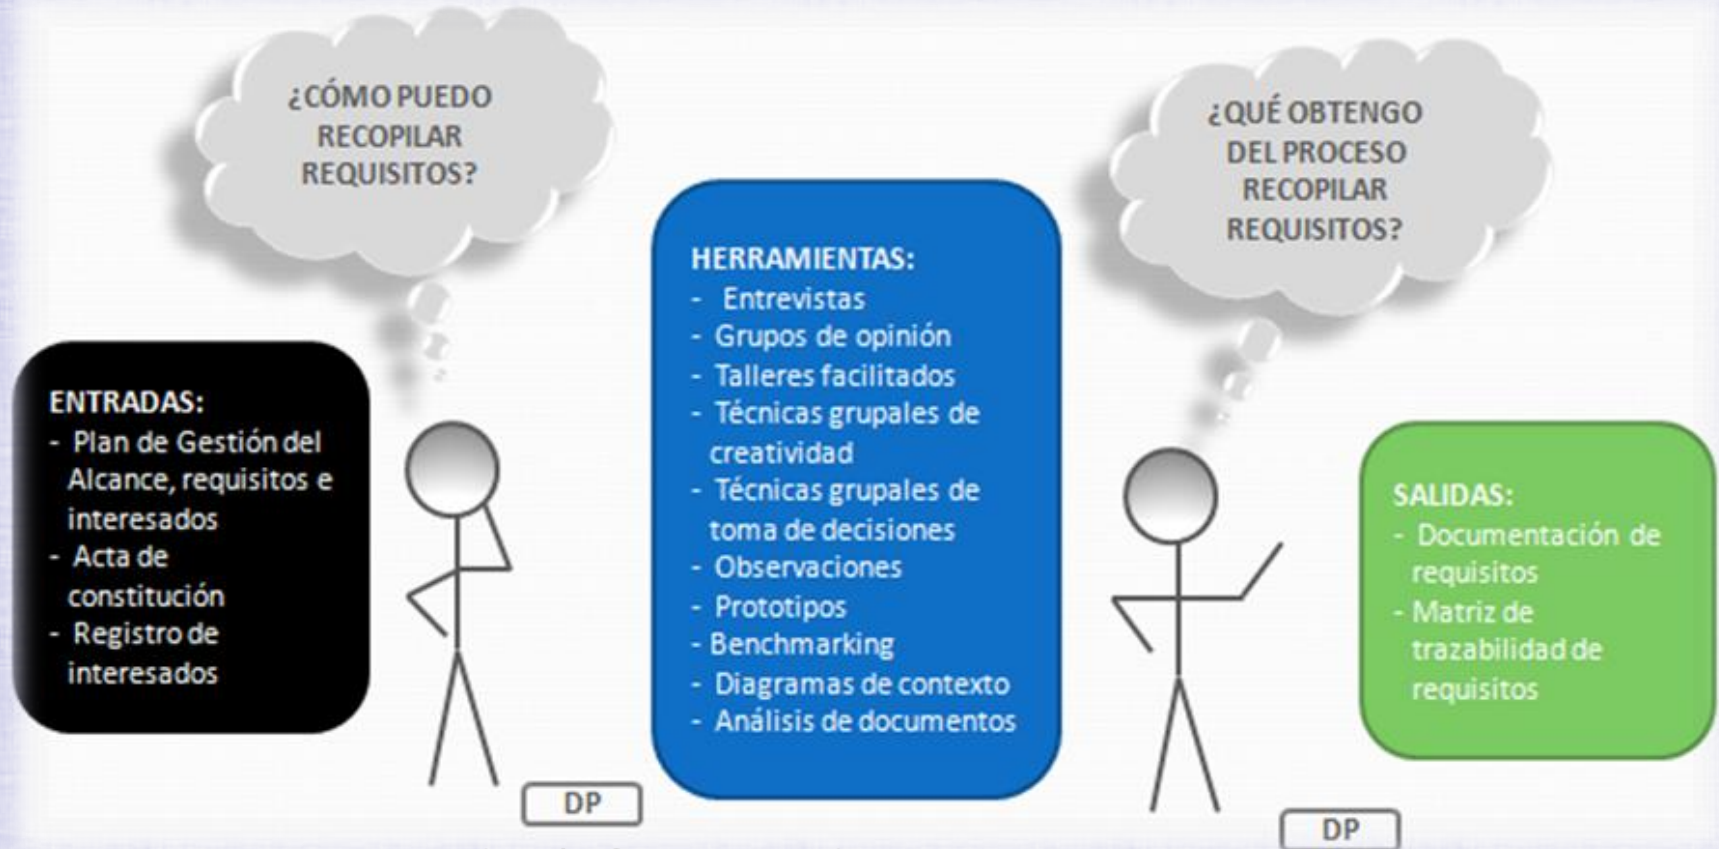 ¿CÓMO PUEDO
RECOPILAR
REQUISITOS?
¿QUÉ OBTENGO
DEL PROCESO
RECOPILAR
REQUISITOS?
ENTRADAS:
- Plan de Gestión del
Alcance, requisitos e
interesados
- Acta de
constitución
- Registro de
interesados
HERRAMIENTAS:
- Entrevistas
- Grupos de opinión
- Talleres facilitados
- Técnicas grupales de
creatividad
- Técnicas grupales de
toma de decisiones
- Observaciones
- Prototipos
- Benchmarking
- Diagramas de contexto
- Análisis de documentos
SALIDAS:
- Documentación de
requisitos
- Matriz de
trazabilidad de
requisitos
DP
DP